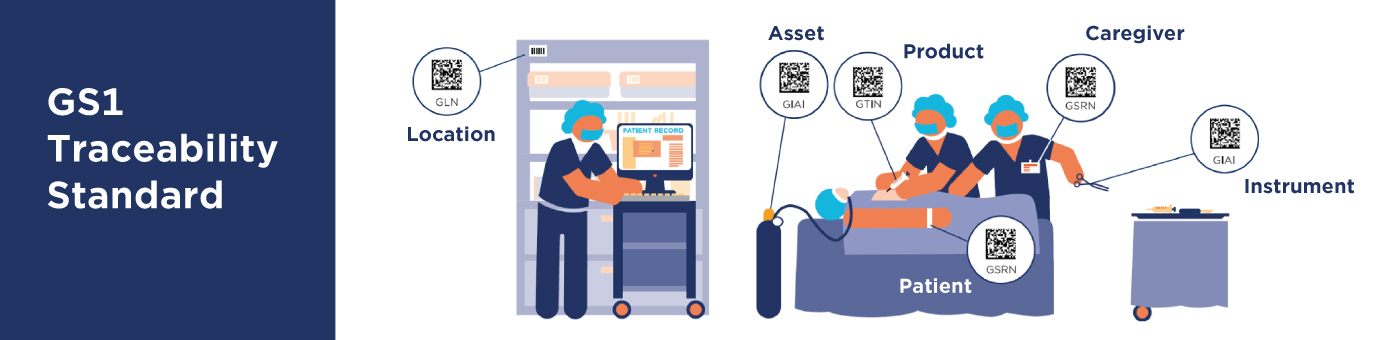 GS1
Traceability
Standard
GLN
Location
PATIENT RECORD
Asset
GIAI
GTIN
Product
Caregiver
GSRN
GIAI
Instrument
GSRN
Patient